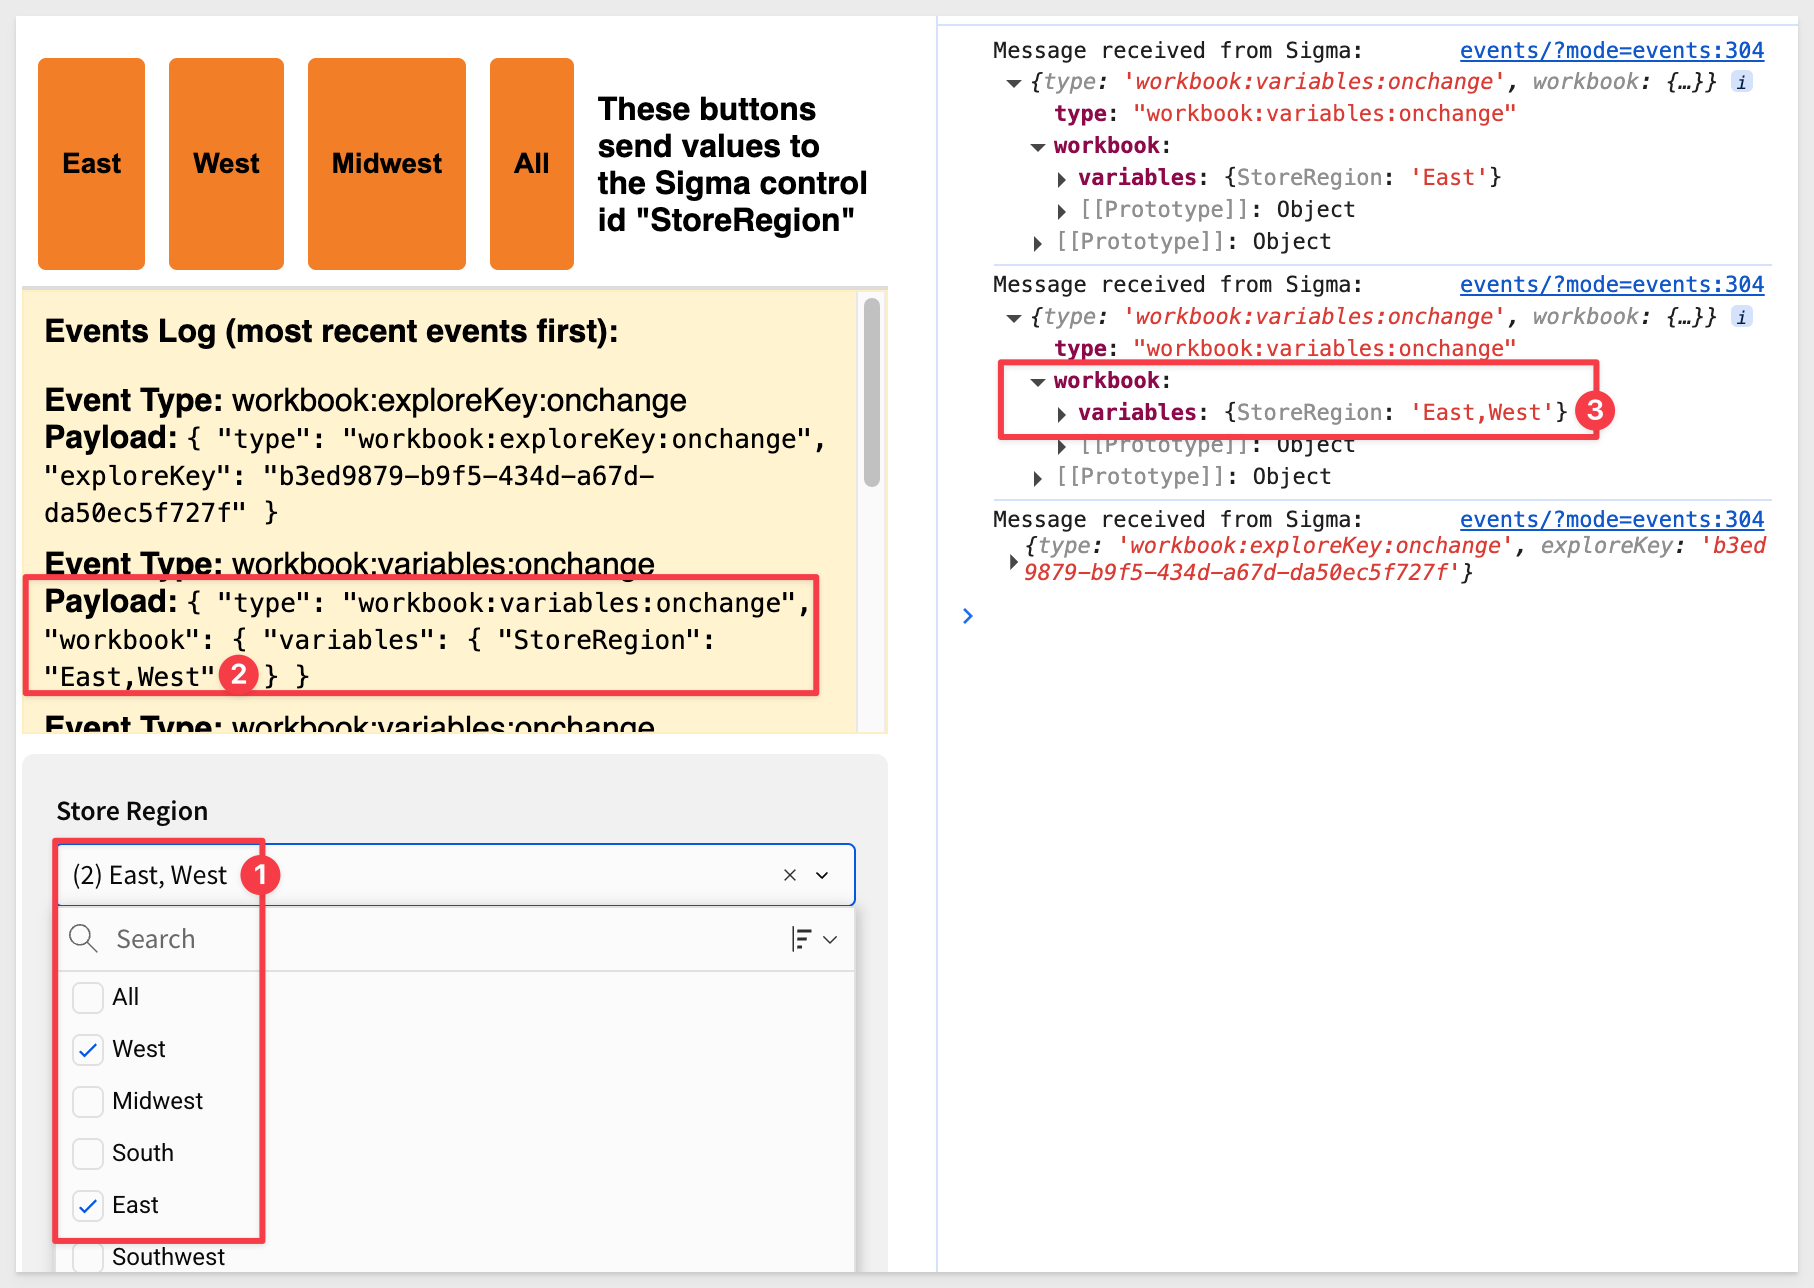 East
West
Midwest
All
These buttons
send values to
the Sigma control
id "StoreRegion"
Events Log (most recent events first):
Event Type: workbook:exploreKey:onchange
Payload: { "type": "workbook:exploreKey:onchange",
"exploreKey": "b3ed9879-b9f5-434d-a67d-
da50ec5f727f" }
Event Type: workbook:variables:onchange
Payload: { "type": "workbook:variables:onchange",
"workbook": { "variables": { "StoreRegion":
"East,West" 2 } }
Event Type: workbook:variables:onchange
Store Region
(2) East, West 1
Search
All
West
Midwest
South
East
Southwest
Message received from Sigma: events/?mode=events:304
{type: 'workbook:variables:onchange', workbook: {…}} i
type: "workbook:variables:onchange"
workbook:
variables: {StoreRegion: 'East'}
[[Prototype]]: Object
[[Prototype]]: Object
Message received from Sigma: events/?mode=events:304
{type: 'workbook:variables:onchange', workbook: {…}} i
type: "workbook:variables:onchange"
workbook:
variables: {StoreRegion: 'East,West'} 3
[[Prototype]]: Object
[[Prototype]]: Object
Message received from Sigma: events/?mode=events:304
{type: 'workbook:exploreKey:onchange', exploreKey: 'b3ed
9879-b9f5-434d-a67d-da50ec5f727f'}